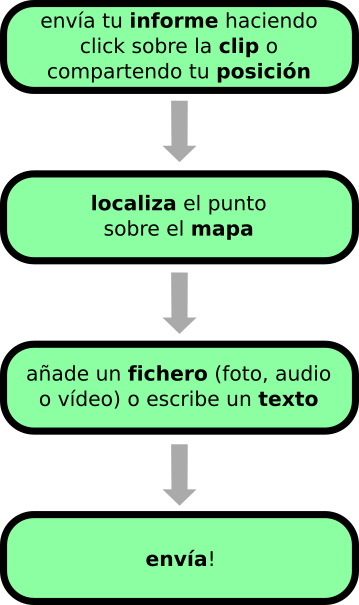 envía tu informe haciendo
click sobre la clip o
compartendo tu posición
localiza el punto
sobre el mapa
añade un fichero (foto, audio
o vídeo) o escribe un texto
envía!